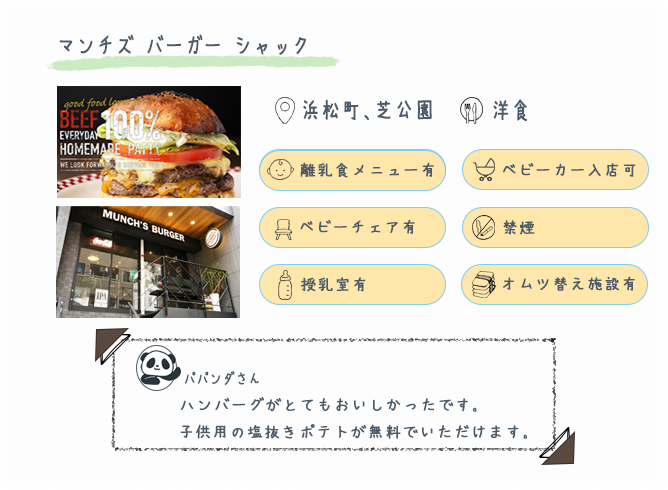 マンチズ バーガー シャック
good food
BEEF 100%
EVERYDAY
HOMEMADE PATTY
WE LOOK FORWARD
MUNCH'S BURGER
IPA
浜松町、芝公園
洋食
離乳食メニュー有
ベビーカー入店可
ベビーチェア有
禁煙
授乳室有
オムツ替え施設有
パパンダさん
ハンバーグがとてもおいしかったです。
子供用の塩抜きポテトが無料でいただけます。